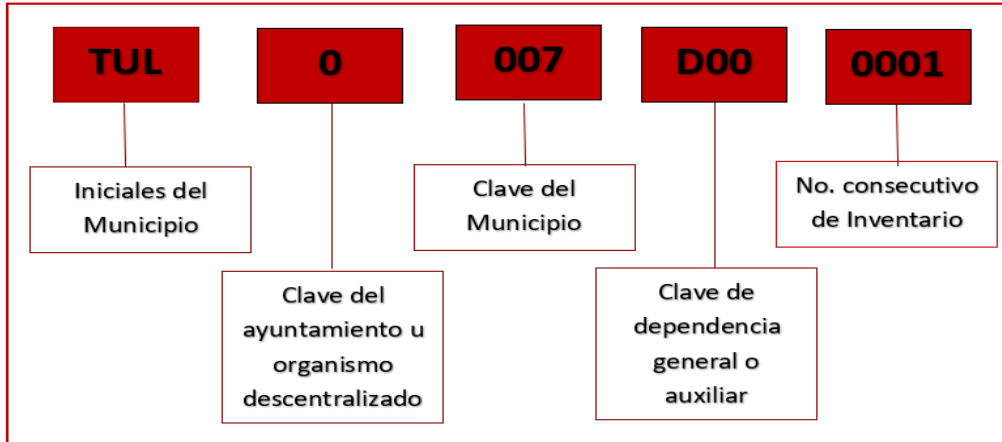 TUL
0
007
D00
0001
Iniciales del
Municipio
Clave del
Municipio
No. consecutivo
de Inventario
Clave del
ayuntamiento u
organismo
descentralizado
Clave de
dependencia
general o
auxiliar